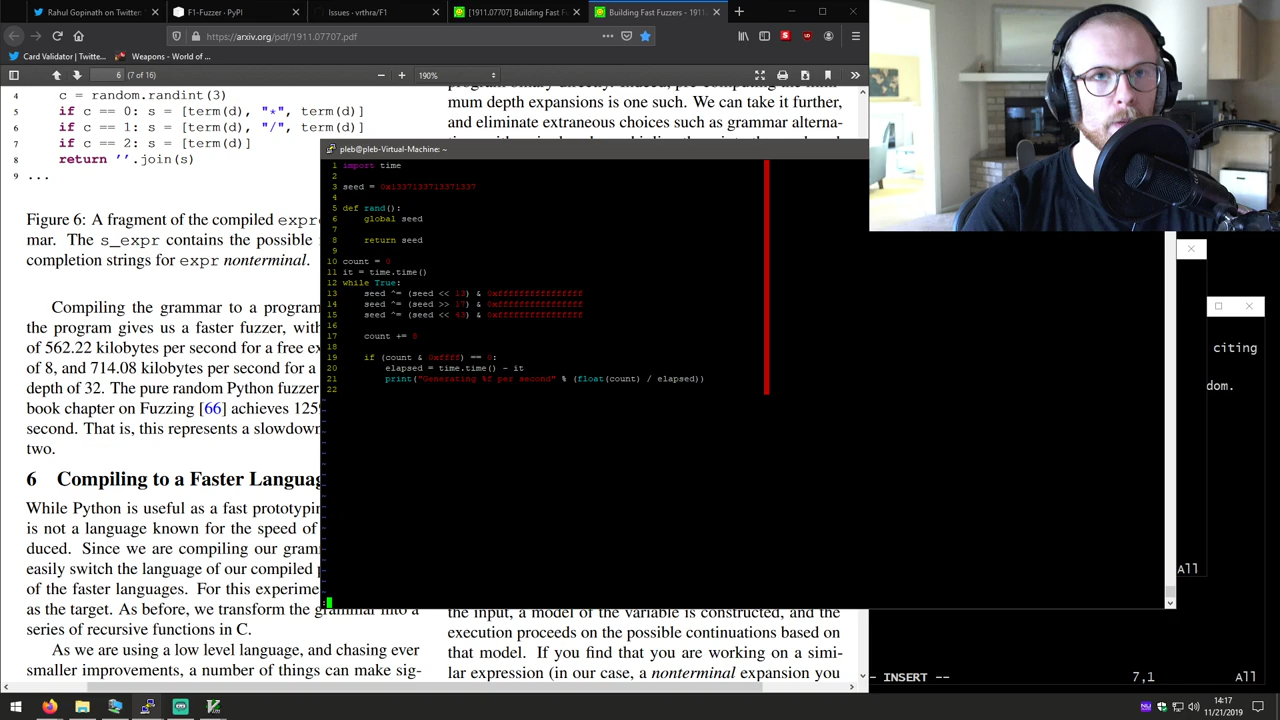 Rahul Gopinath on Twitter:
F1-Fuzzer · PyPI
Issues · vrthra/F1
[1911.07707] Building Fast Fu
Building Fast Fuzzers - 1911
https://arxiv.org/pdf/1911.07707.pdf
Card Validator | Twitte...
Weapons - World of ...
6
(7 of 16)
190%
4 c = random.randint(3)
if c == 0: s = [term(d), "*", term(d)]
6 if c == 1: s = [term(d), "/", term(d)]
if c == 2: s = [term(d)]
8 return ''.join(s)
9 ...
Figure 6: A fragment of the compiled expr
mar. The s_expr contains the possible
completion strings for expr nonterminal.
Compiling the grammar to a program
the program gives us a faster fuzzer, with
of 562.22 kilobytes per second for a free ex
of 8, and 714.08 kilobytes per second for a
depth of 32. The pure random Python fuzzer
book chapter on Fuzzing [66] achieves 1259
second. That is, this represents a slowdown
two.
6 Compiling to a Faster Languag
While Python is useful as a fast prototypin
is not a language known for the speed of
duced. Since we are compiling our gram
easily switch the language of our compiled
of the faster languages. For this experime
as the target. As before, we transform the grammar into a
series of recursive functions in C.
As we are using a low level language, and chasing ever
smaller improvements, a number of things can make sig-
mum depth expansions is one such. We can take it further,
and eliminate extraneous choices such as grammar alterna-
pleb@pleb-Virtual-Machine: ~
1 import time
2
3 seed = 0x1337133713371337
4
5 def rand():
6 global seed
7
8 return seed
9
10 count = 0
11 it = time.time()
12 while True:
13 seed ^= (seed << 13) & 0xffffffffffffffff
14 seed ^= (seed >> 17) & 0xffffffffffffffff
15 seed ^= (seed << 43) & 0xffffffffffffffff
16
17 count += 8
18
19 if (count & 0xffff) == 0:
20 elapsed = time.time() - it
21 print("Generating %f per second" % (float(count) / elapsed))
22
:
the input, a model of the variable is constructed, and the
execution proceeds on the possible continuations based on
that model. If you find that you are working on a simi-
lar expression (in our case, a nonterminal expansion you
citing
dom.
All
- INSERT --
7,1
All
14:17
11/21/2019